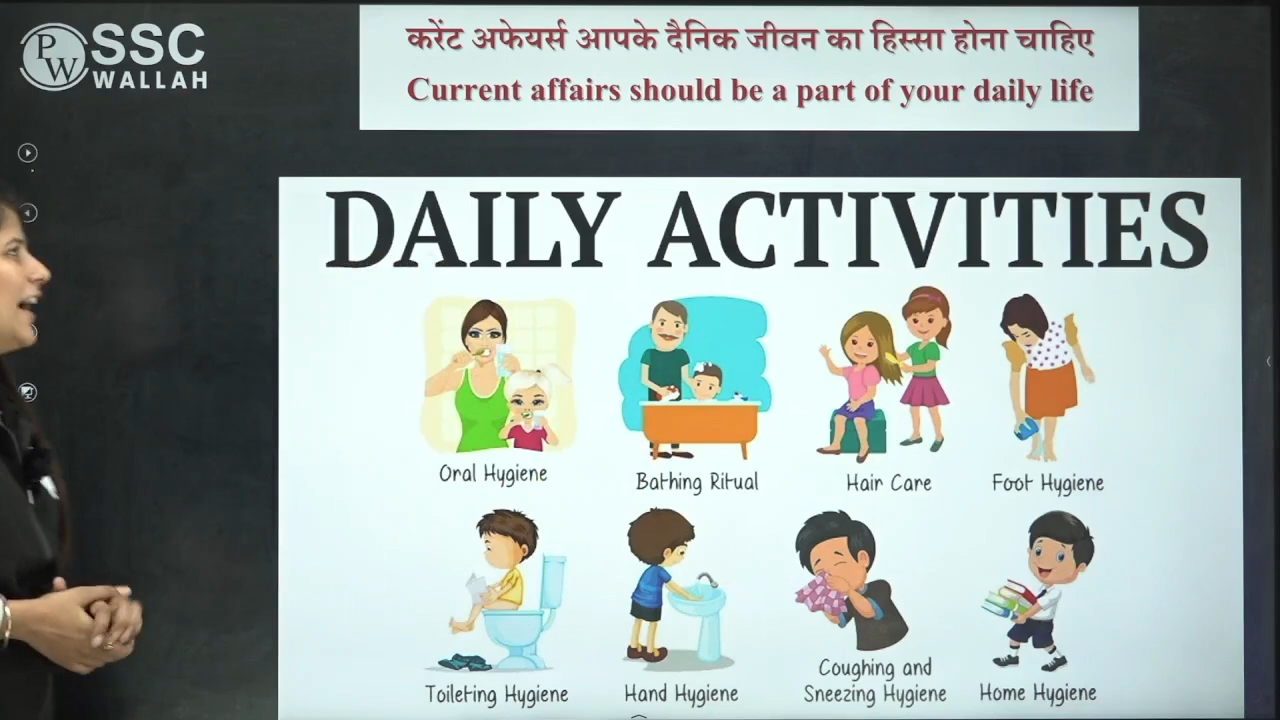 PW SSC
WALLAH
करेंट अफेयर्स आपके दैनिक जीवन का हिस्सा होना चाहिए
Current affairs should be a part of your daily life
DAILY ACTIVITIES
Oral Hygiene
Bathing Ritual
Hair Care
Foot Hygiene
Toileting Hygiene
Hand Hygiene
Coughing and
Sneezing Hygiene
Home Hygiene